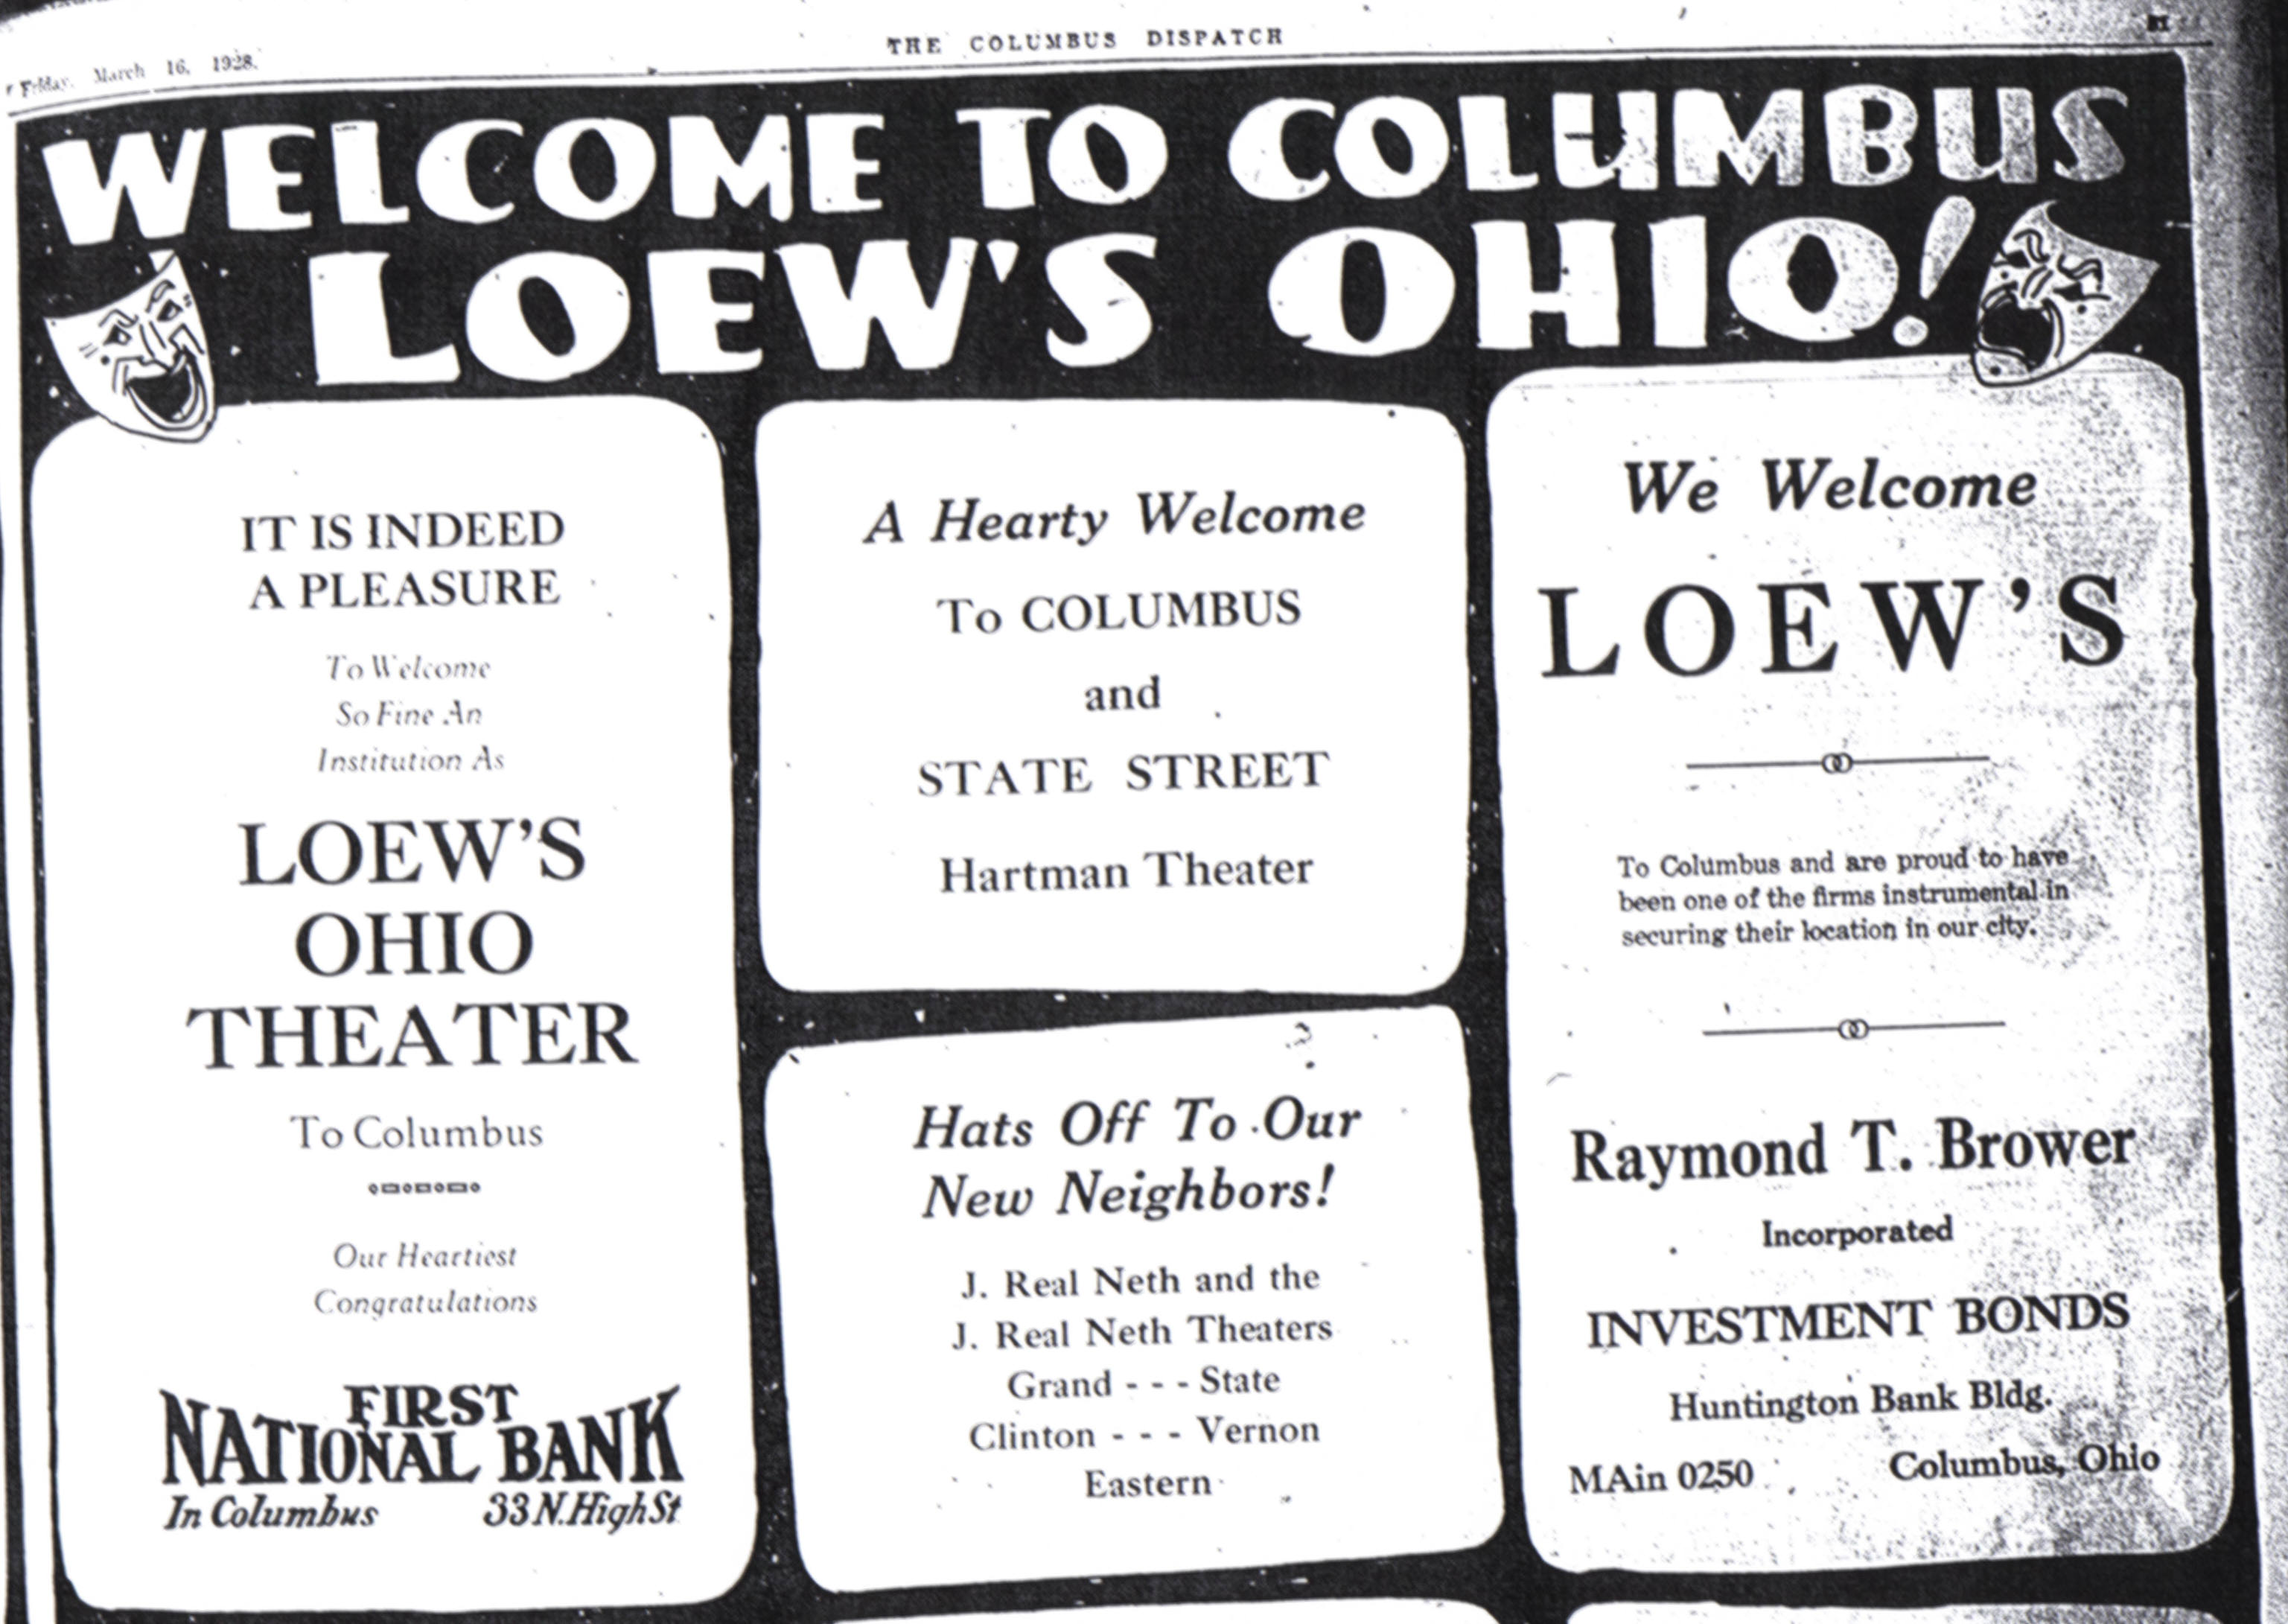 Friday, March 16, 1928.
THE COLUMBUS DISPATCH
WELCOME TO COLUMBUS
LOEW'S OHIO!
IT IS INDEED
A PLEASURE
To Welcome
So Fine An
Institution As
LOEW'S
OHIO
THEATER
To Columbus
Our Heartiest
Congratulations
FIRST
NATIONAL BANK
In Columbus 33 N. High St
A Hearty Welcome
To COLUMBUS
and
STATE STREET
Hartman Theater
Hats Off To Our
New Neighbors!
J. Real Neth and the
J. Real Neth Theaters
Grand - - - State
Clinton - - - Vernon
Eastern
We Welcome
LOEW'S
To Columbus and are proud to have
been one of the firms instrumental in
securing their location in our city.
Raymond T. Brower
Incorporated
INVESTMENT BONDS
Huntington Bank Bldg.
MAin 0250 Columbus, Ohio